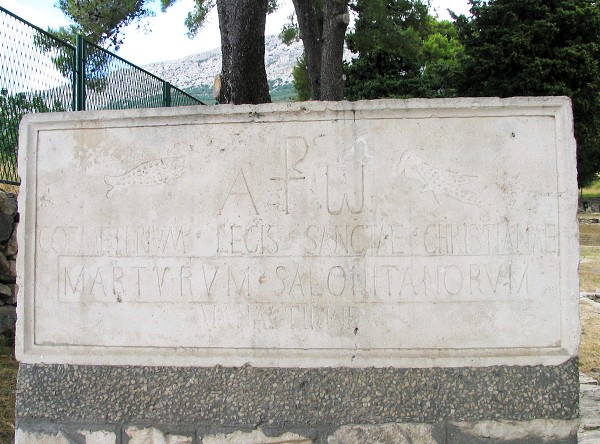 A ⳨ ω
COEMETERIVM · LEGIS · SANCTAE · CHRISTIANAE
MARTVRVM · SALONITANORVM